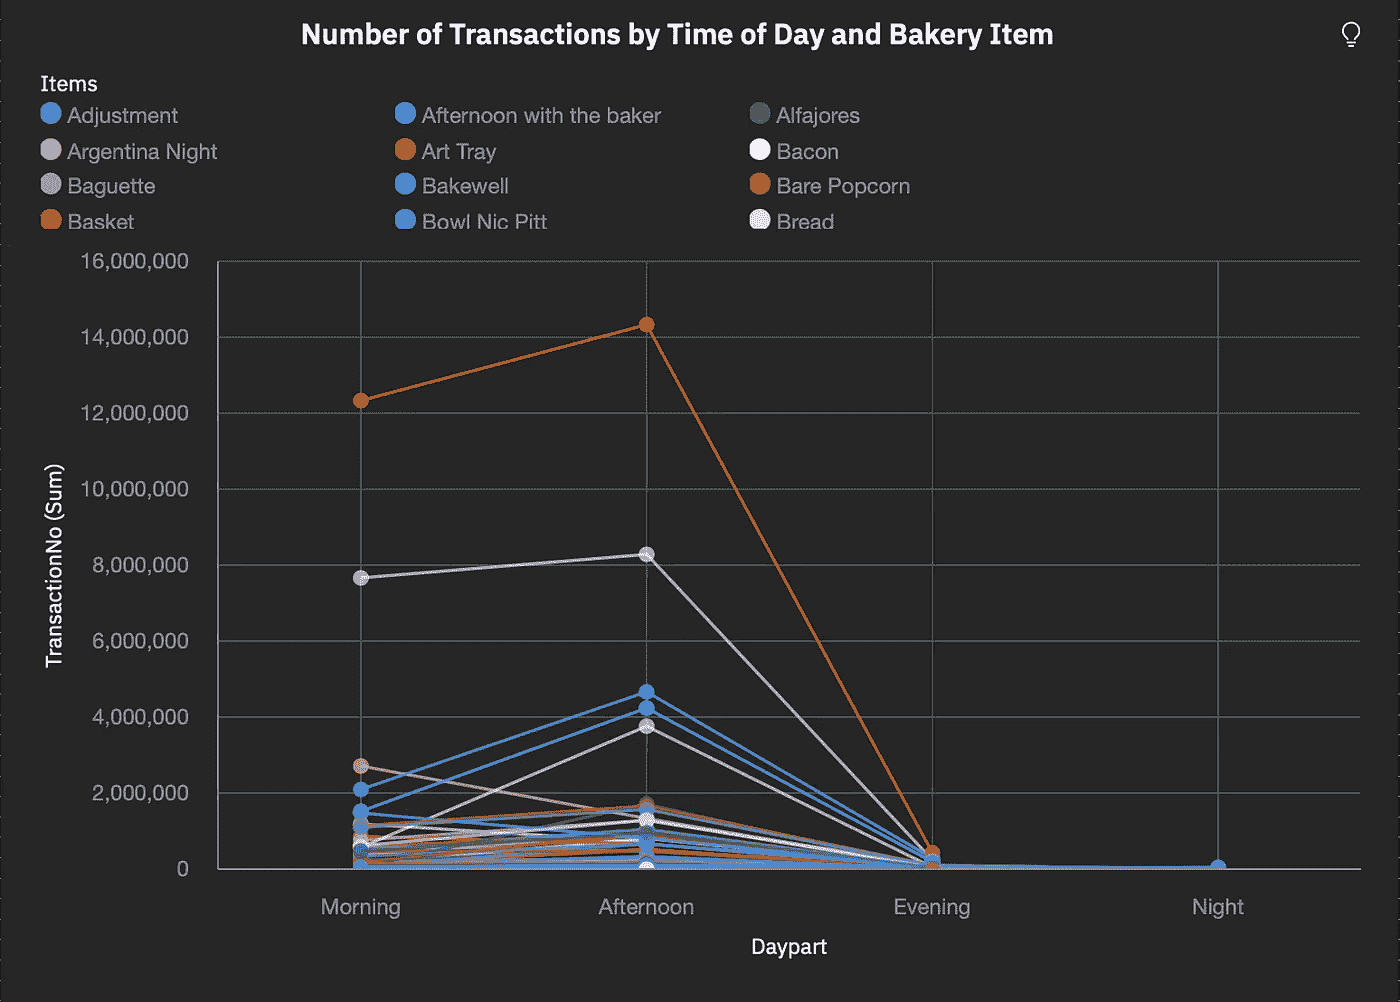 Number of Transactions by Time of Day and Bakery Item
Items
Adjustment Afternoon with the baker Alfajores
Argentina Night Art Tray Bacon
Baguette Bakewell Bare Popcorn
Basket Bowl Nic Pitt Bread
16,000,000
14,000,000
12,000,000
10,000,000
8,000,000
6,000,000
4,000,000
2,000,000
0
TransactionNo (Sum)
Morning Afternoon Evening Night
Daypart